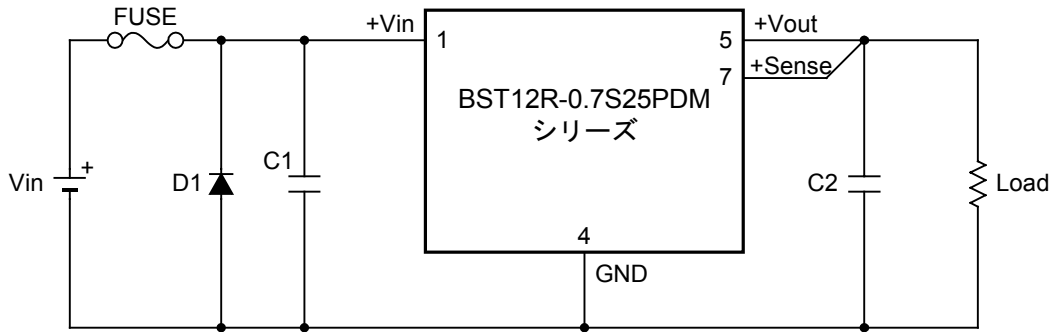 FUSE
+Vin
1
5
+Vout
7
+Sense
BST12R-0.7S25PDM
シリーズ
Vin
+
D1
C1
C2
Load
4
GND